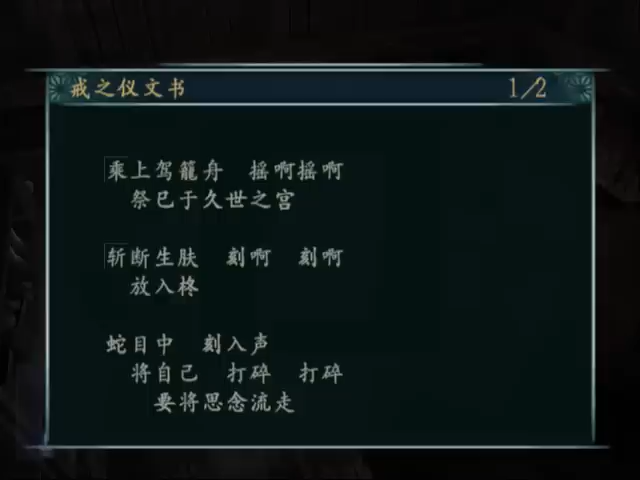 戒之仪文书
1/2
乘上驾籠舟 摇啊摇啊
祭巳于久世之宫
斩断生肤 刻啊 刻啊
放入柊
蛇目中 刻入声
将自己 打碎 打碎
要将思念流走